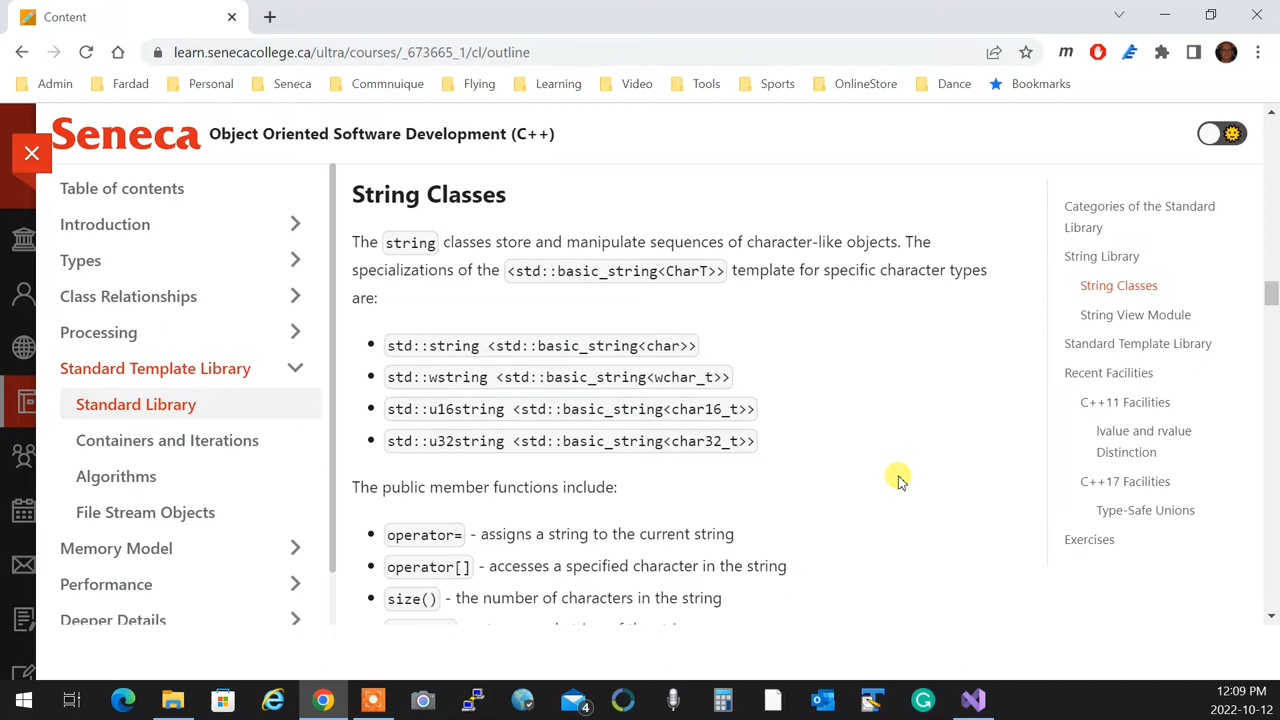 Content
learn.senecacollege.ca/ultra/courses/_673665_1/cl/outline
m
Admin Fardad Personal Seneca Commnuique Flying Learning Video Tools Sports OnlineStore Dance Bookmarks
Seneca Object Oriented Software Development (C++)
Table of contents
Introduction
Types
Class Relationships
Processing
Standard Template Library
Standard Library
Containers and Iterations
Algorithms
File Stream Objects
Memory Model
Performance
Deeper Details
String Classes
The string classes store and manipulate sequences of character-like objects. The
specializations of the <std::basic_string<CharT>> template for specific character types
are:
• std::string <std::basic_string<char>>
• std::wstring <std::basic_string<wchar_t>>
• std::u16string <std::basic_string<char16_t>>
• std::u32string <std::basic_string<char32_t>>
The public member functions include:
• operator= - assigns a string to the current string
• operator[] - accesses a specified character in the string
• size() - the number of characters in the string
Categories of the Standard
Library
String Library
String Classes
String View Module
Standard Template Library
Recent Facilities
C++11 Facilities
lvalue and rvalue
Distinction
C++17 Facilities
Type-Safe Unions
Exercises
4
12:09 PM
2022-10-12